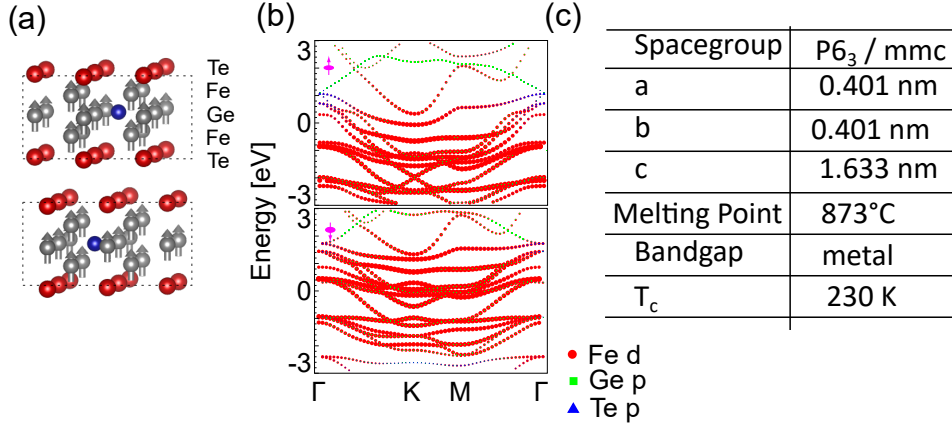 (a)
Te
Fe
Ge
Fe
Te
(b)
Energy [eV]
3
0
-3
3
0
-3
Γ K M Γ
Fe d
Ge p
Te p
(c)
Spacegroup P6₃ / mmc
a 0.401 nm
b 0.401 nm
c 1.633 nm
Melting Point 873°C
Bandgap metal
T꜀ 230 K